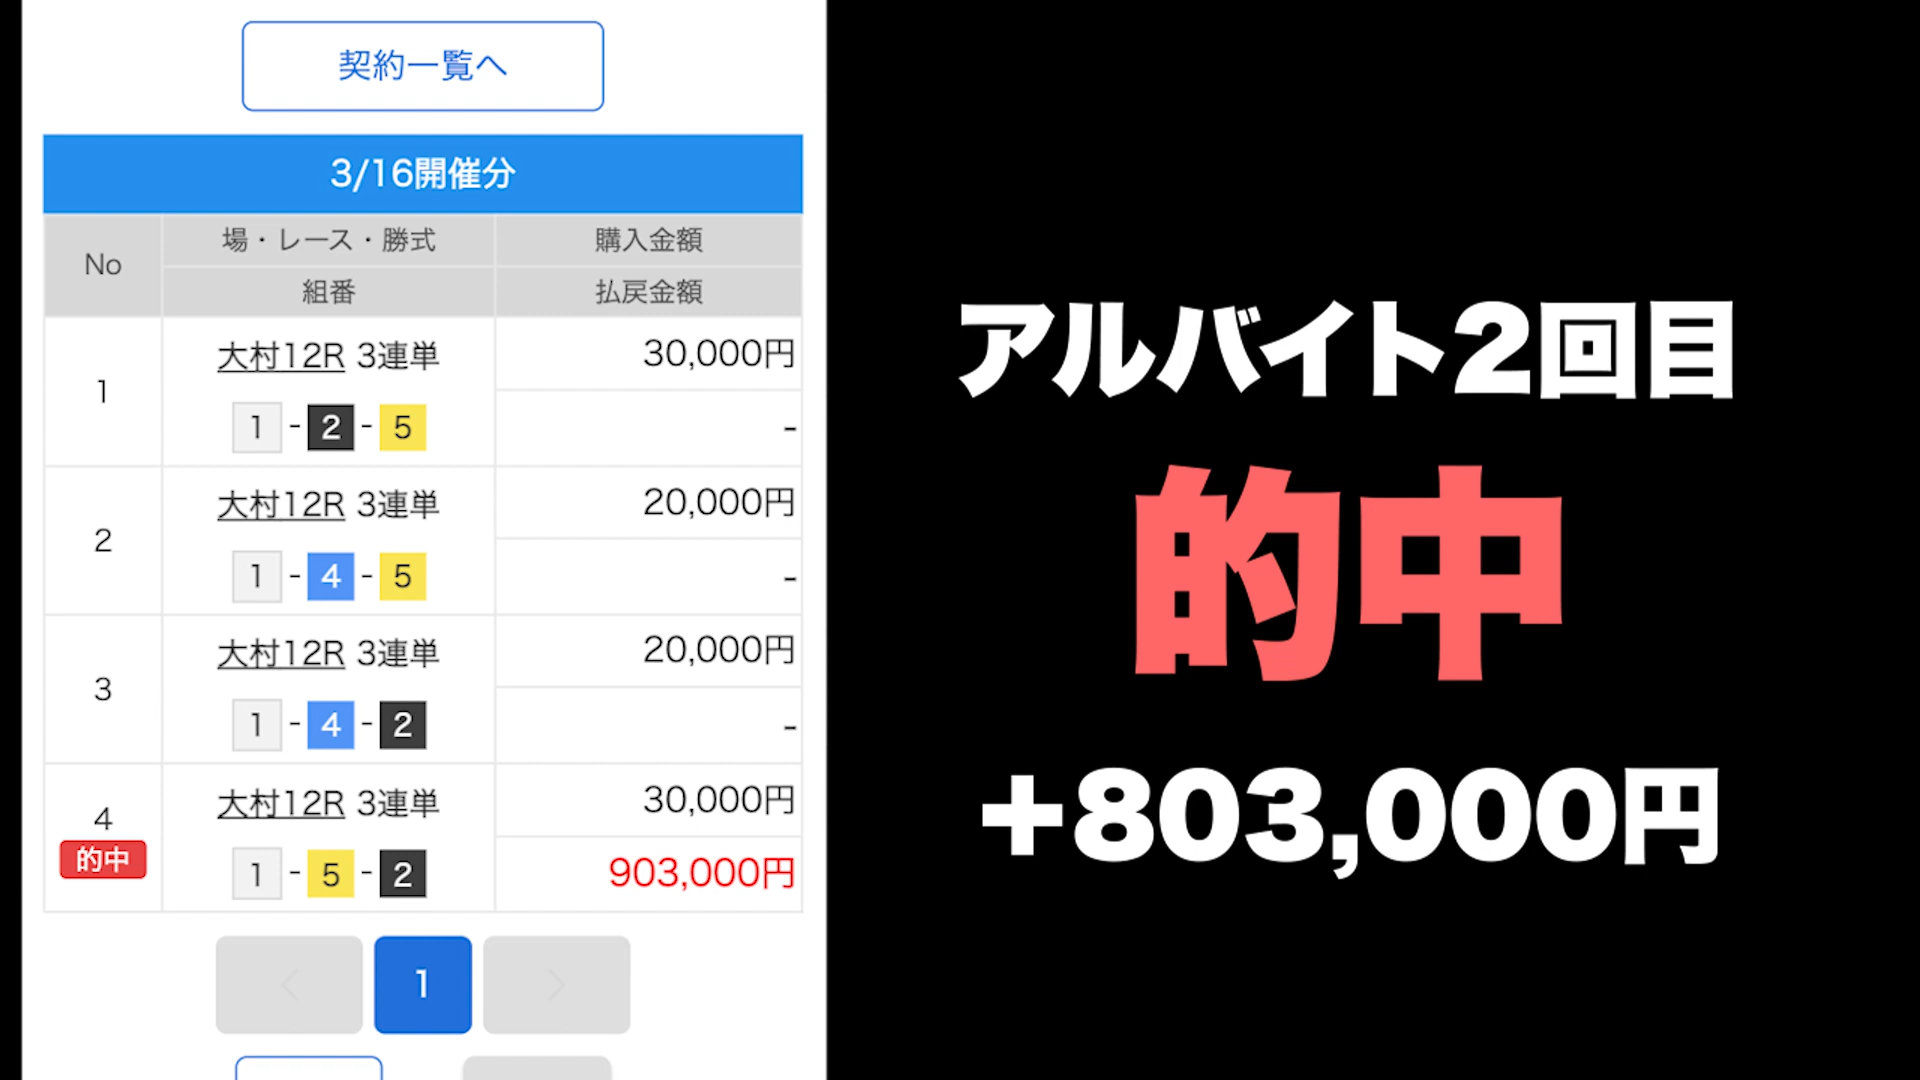 契約一覧へ
3/16開催分
No
場・レース・勝式
購入金額
組番
払戻金額
1
大村12R 3連単
30,000円
1 - 2 - 5
-
2
大村12R 3連単
20,000円
1 - 4 - 5
-
3
大村12R 3連単
20,000円
1 - 4 - 2
-
4
的中
大村12R 3連単
30,000円
1 - 5 - 2
903,000円
<
1
>
アルバイト2回目
的中
+803,000円